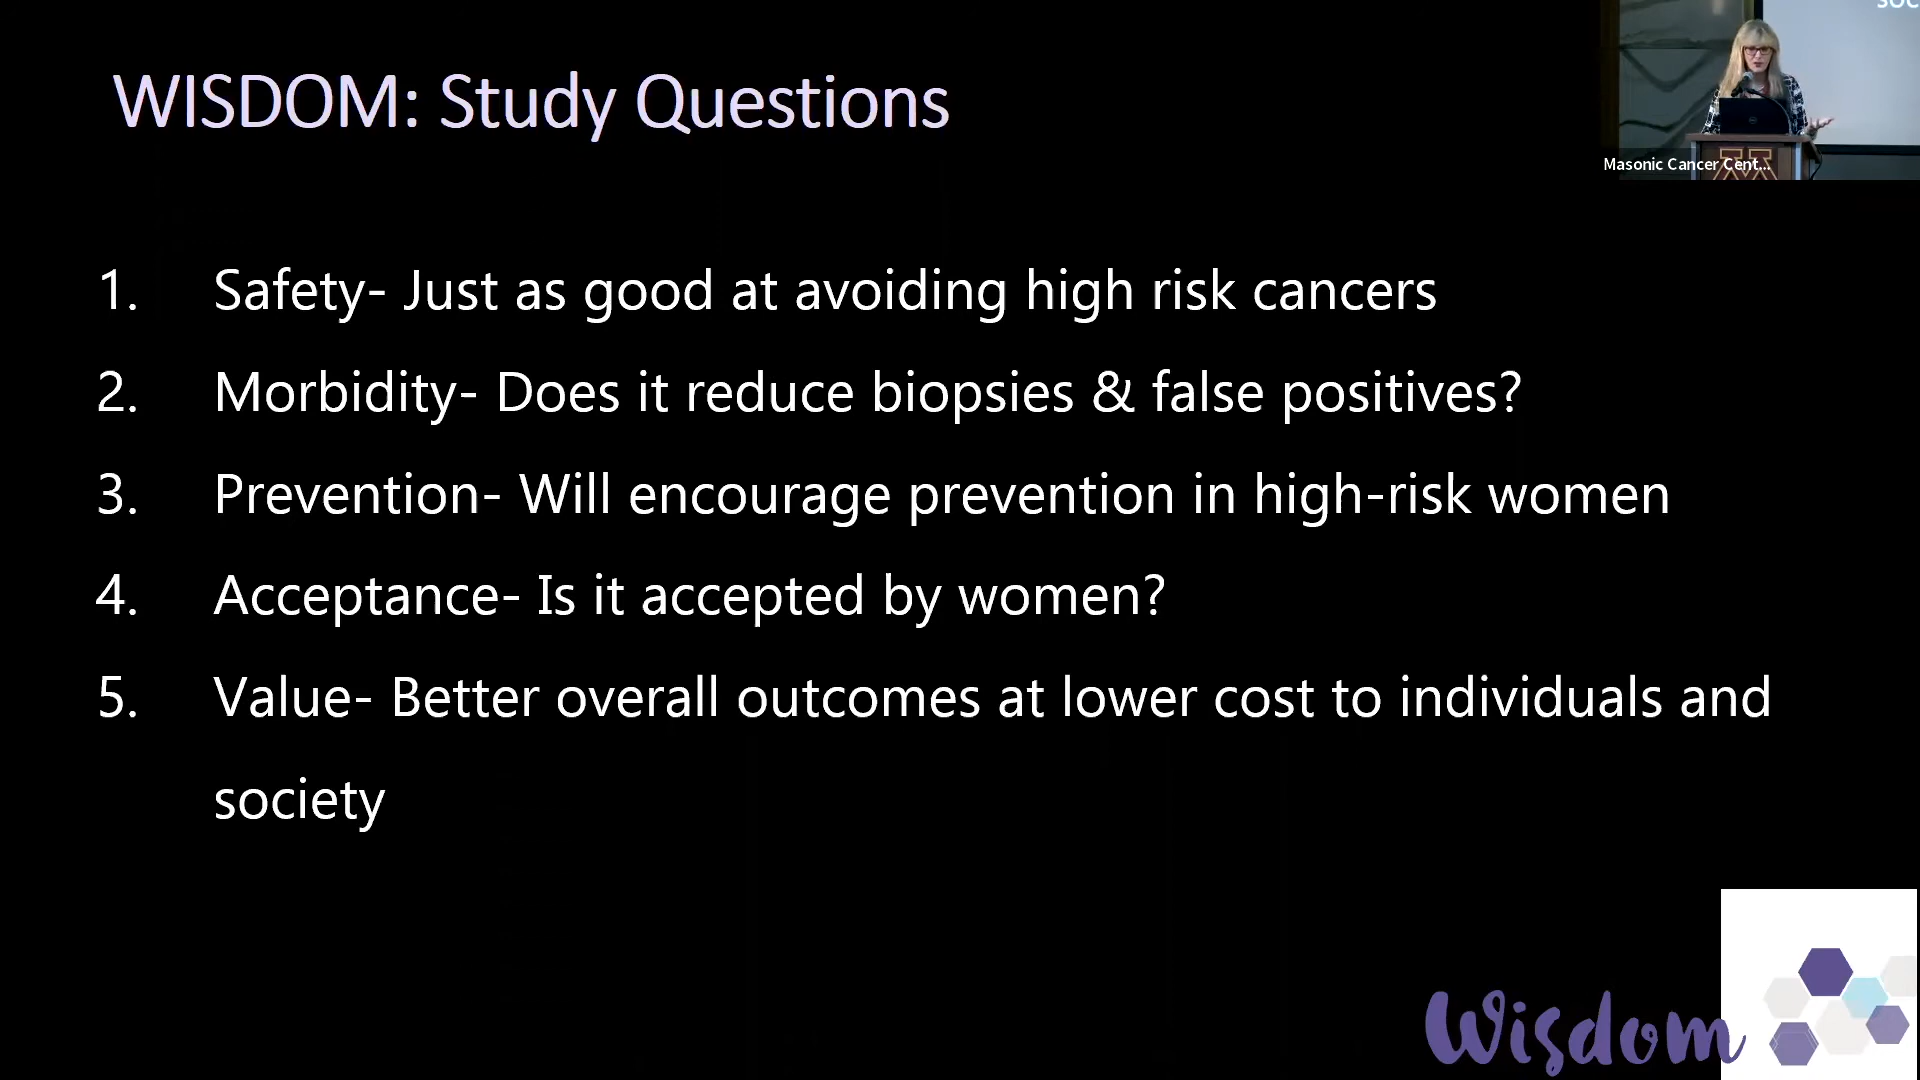 soc
WISDOM: Study Questions
Masonic Cancer Cent...
1. Safety- Just as good at avoiding high risk cancers
2. Morbidity- Does it reduce biopsies & false positives?
3. Prevention- Will encourage prevention in high-risk women
4. Acceptance- Is it accepted by women?
5. Value- Better overall outcomes at lower cost to individuals and
society
Wisdom